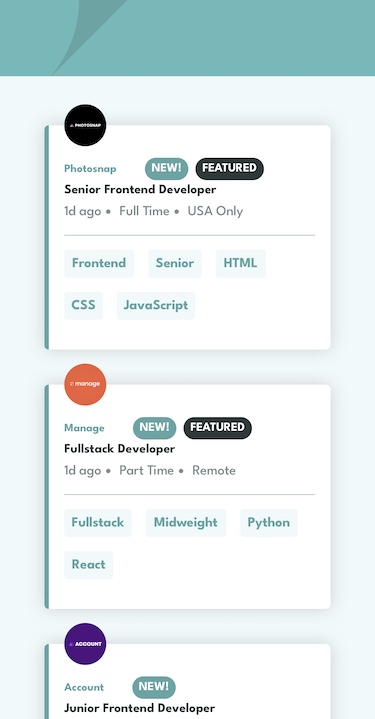 PHOTOSNAP
Photosnap NEW! FEATURED
Senior Frontend Developer
1d ago • Full Time • USA Only
Frontend Senior HTML
CSS JavaScript
manage
Manage NEW! FEATURED
Fullstack Developer
1d ago • Part Time • Remote
Fullstack Midweight Python
React
ACCOUNT
Account NEW!
Junior Frontend Developer